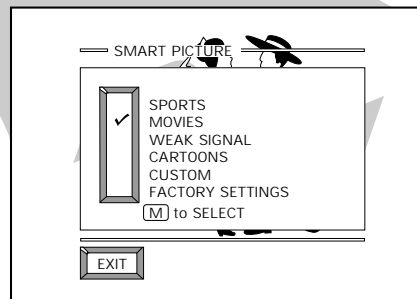 SMART PICTURE
SPORTS
MOVIES
WEAK SIGNAL
CARTOONS
CUSTOM
FACTORY SETTINGS
M to SELECT
EXIT